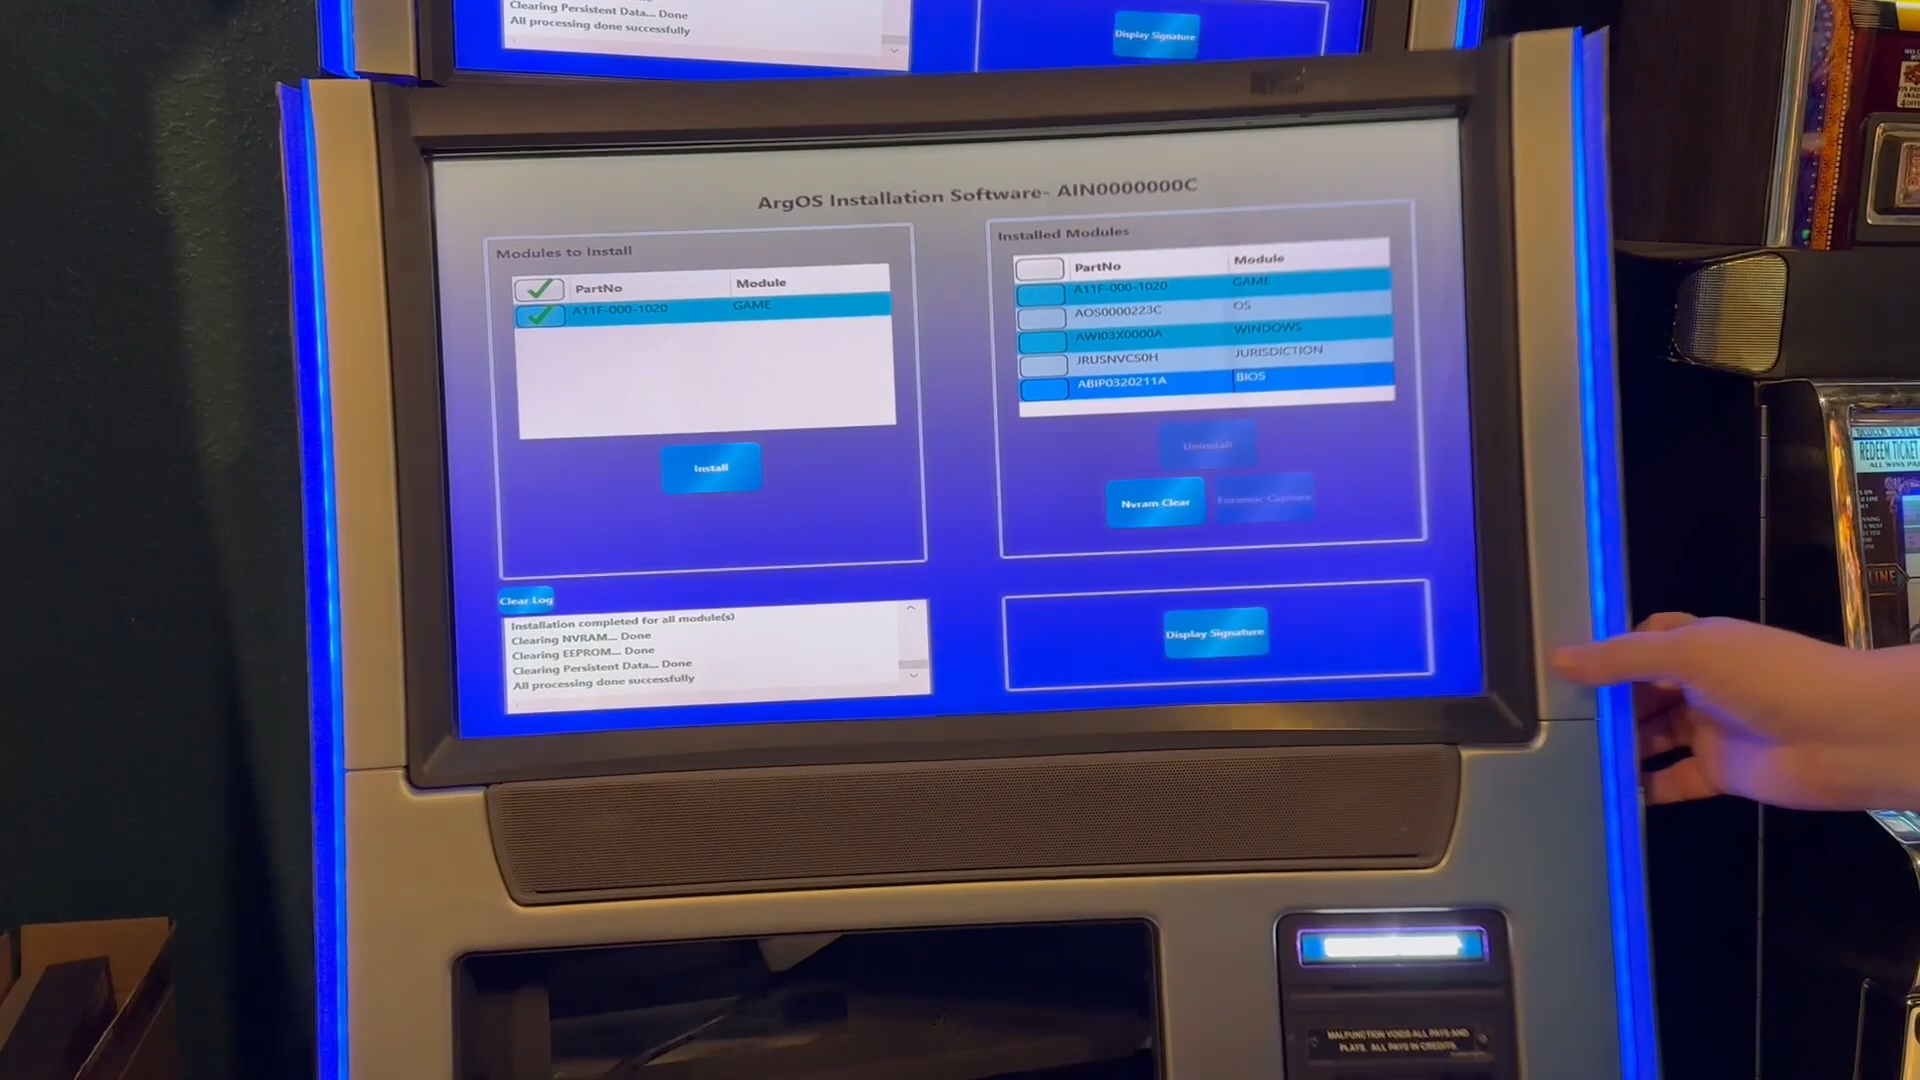 Clearing Persistent Data... Done
All processing done successfully
Display Signature
ArgOS Installation Software- AIN0000000C
Modules to Install
PartNo Module
A11F-000-1020 GAME
Install
Installed Modules
PartNo Module
A11F-000-1020 GAME
AOS0000223C OS
AWI03X0000A WINDOWS
JRUSNVCS0H JURISDICTION
ABIP0320211A BIOS
Uninstall
Nvram Clear Forensic Capture
Clear Log
Installation completed for all module(s)
Clearing NVRAM... Done
Clearing EEPROM... Done
Clearing Persistent Data... Done
All processing done successfully
Display Signature
MALFUNCTION VOIDS ALL PAYS AND
PLAYS. ALL PAYS IN CREDITS.
REDEEM TICKET
ALL WINS
LINE